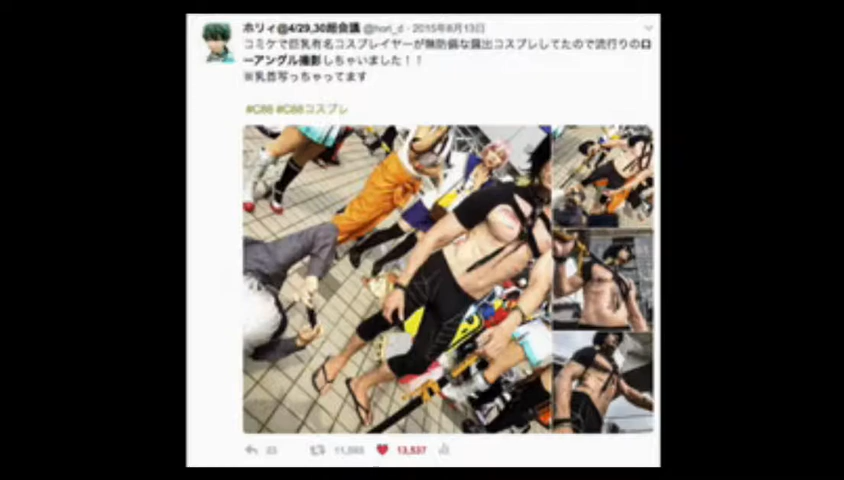 ホリィ@4/29,30超会議 @hori_d · 2015年8月13日
コミケで巨乳有名コスプレイヤーが無防備な露出コスプレしてたので流行りのロ
ーアングル撮影しちゃいました！！
※乳首写っちゃってます
#C88 #C88コスプレ
23 13,537